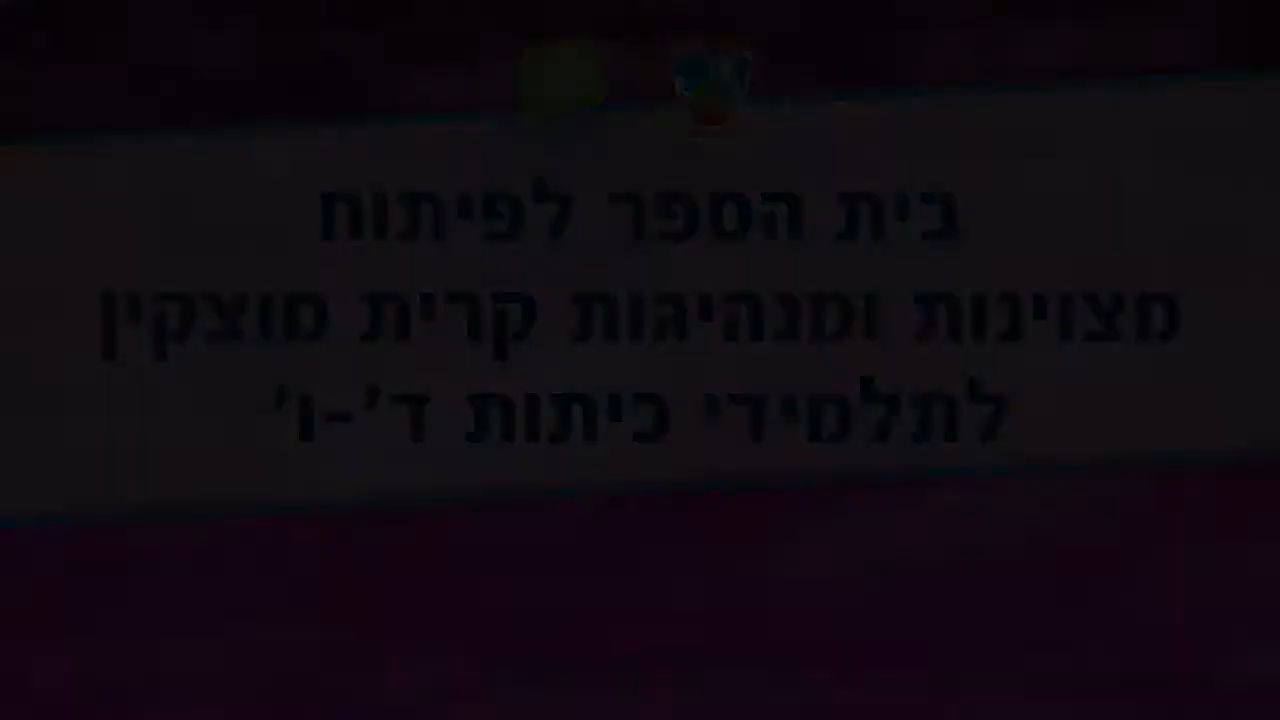 בית הספר לפיתוח
מצוינות ומנהיגות קרית מוצקין
לתלמידי כיתות ד'-ו'